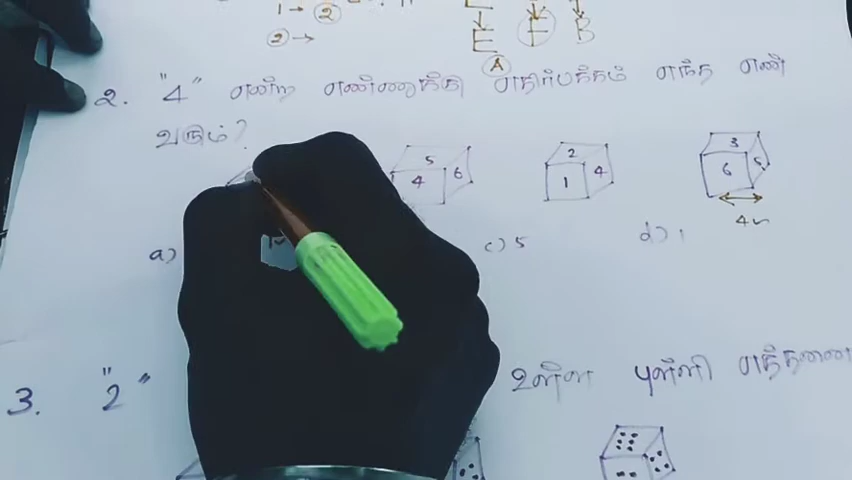 1 → 2
2 →
E F B
A
2. "4" என்ற எண்ணுக்கு எதிர்பக்கம் எந்த எண்
வரும்?
5 4 6
2 1 4
3 6 5
4
a) c) 5 d) 1
3. "2" உள்ள புள்ளி